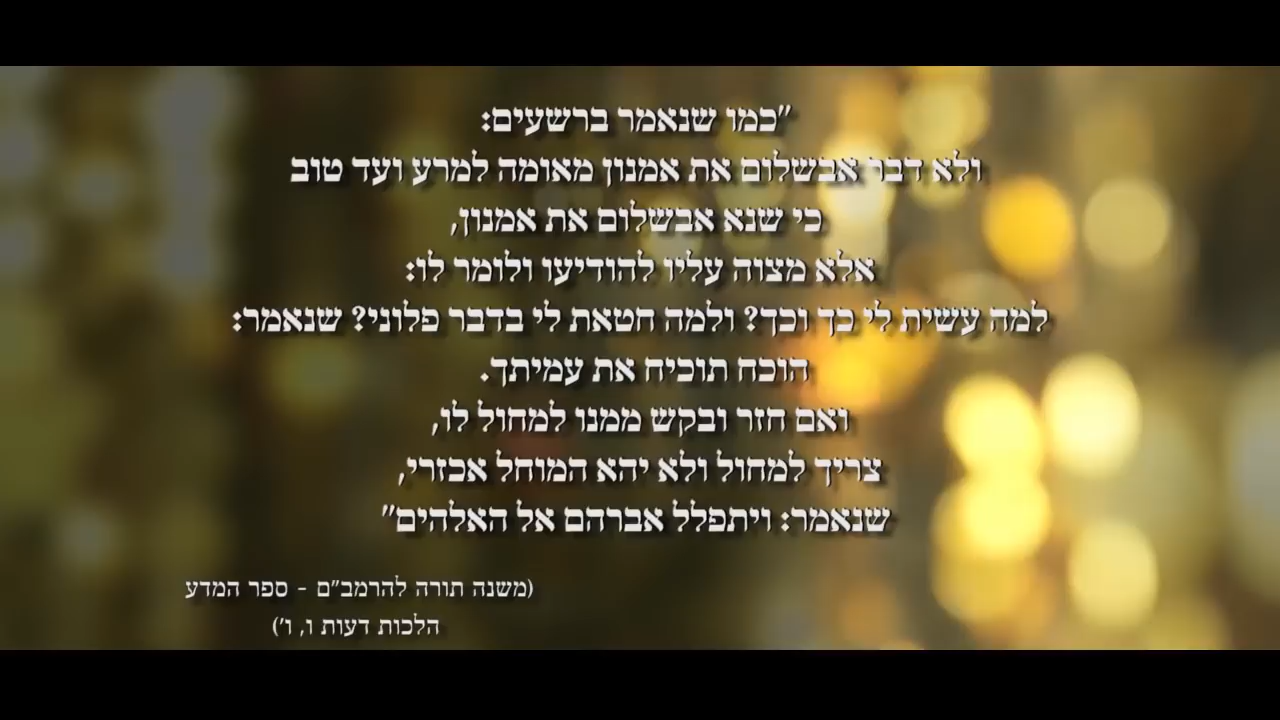 "כמו שנאמר ברשעים:
ולא דבר אבשלום את אמנון מאומה למרע ועד טוב
כי שנא אבשלום את אמנון,
אלא מצוה עליו להודיעו ולומר לו:
למה עשית לי כך וכך? ולמה חטאת לי בדבר פלוני? שנאמר:
הוכח תוכיח את עמיתך.
ואם חזר ובקש ממנו למחול לו,
צריך למחול ולא יהא המוחל אכזרי,
שנאמר: ויתפלל אברהם אל האלהים"
(משנה תורה להרמב"ם - ספר המדע
הלכות דעות ו, ו')